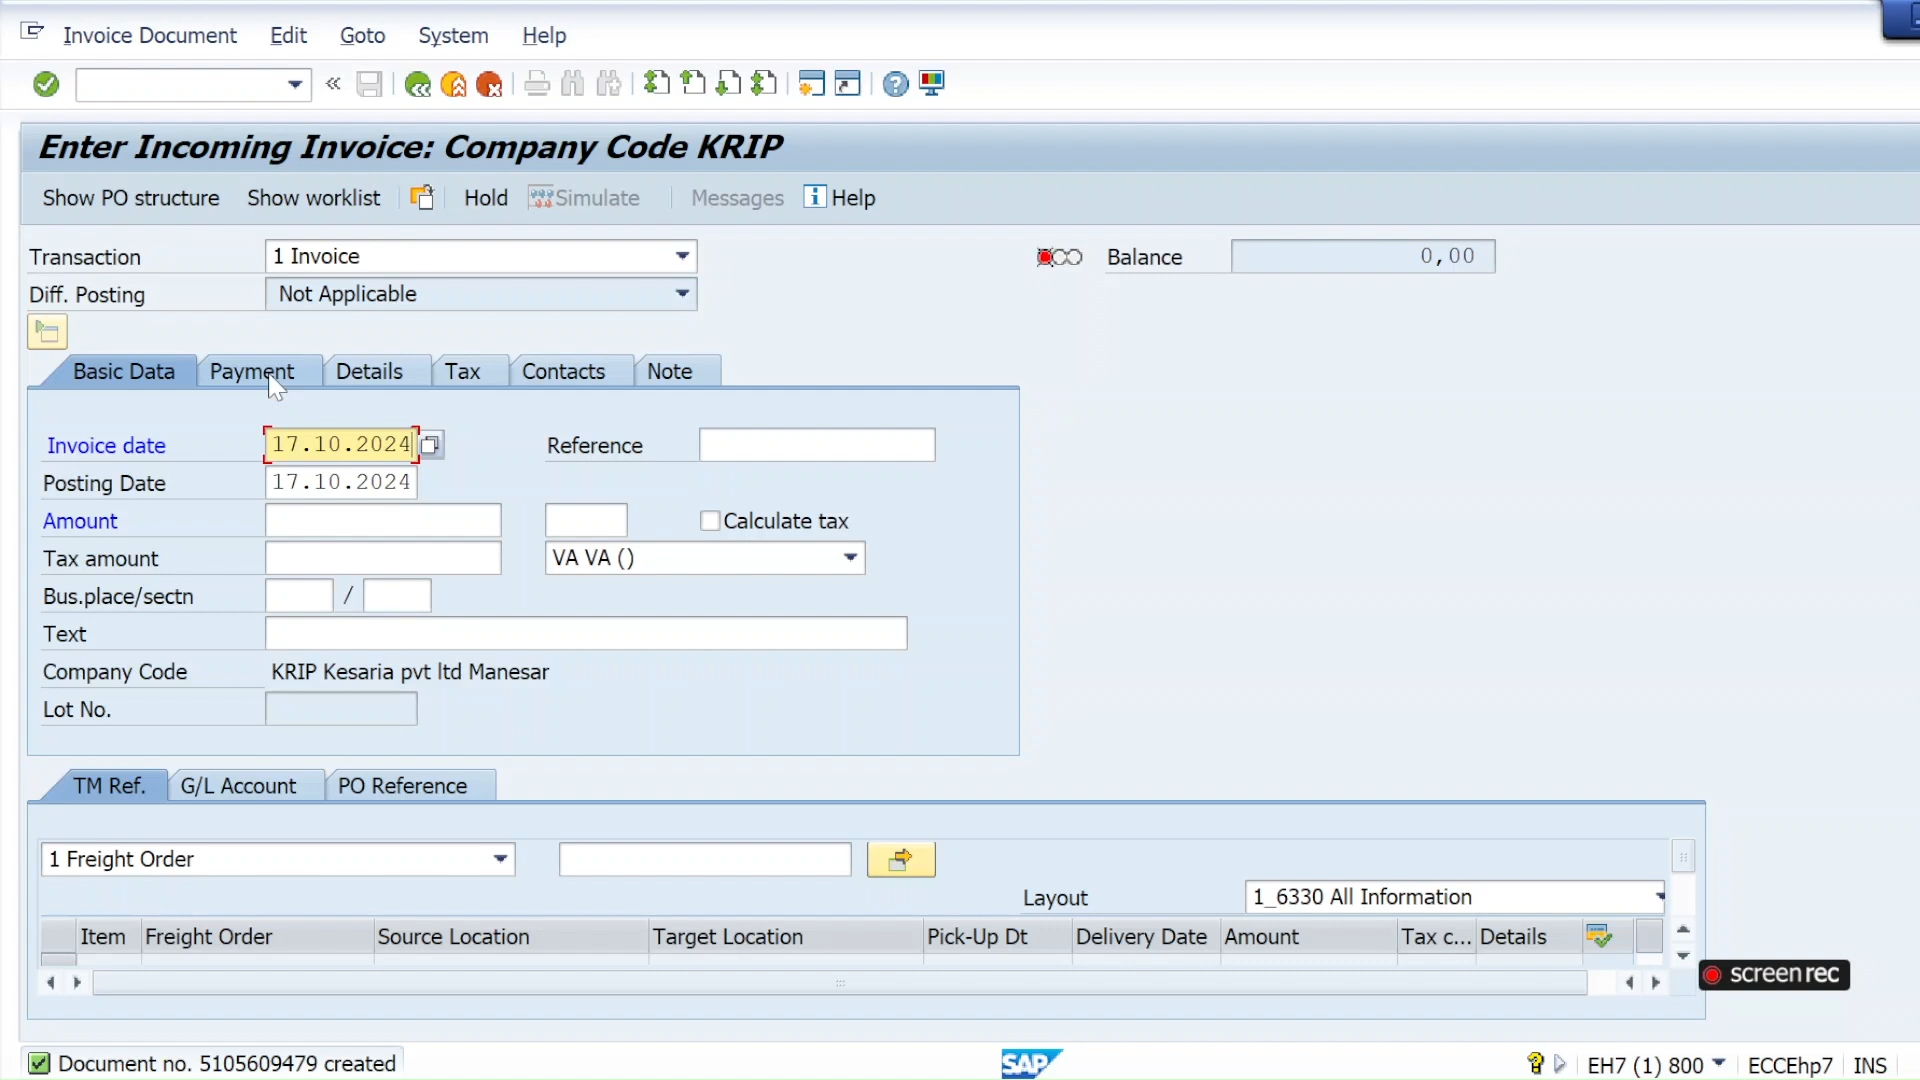 Invoice Document Edit Goto System Help
Enter Incoming Invoice: Company Code KRIP
Show PO structure Show worklist Hold Simulate Messages Help
Transaction 1 Invoice Balance 0,00
Diff. Posting Not Applicable
Basic Data Payment Details Tax Contacts Note
Invoice date 17.10.2024 Reference
Posting Date 17.10.2024
Amount Calculate tax
Tax amount VA VA ()
Bus.place/sectn /
Text
Company Code KRIP Kesaria pvt ltd Manesar
Lot No.
TM Ref. G/L Account PO Reference
1 Freight Order
Layout 1_6330 All Information
Item Freight Order Source Location Target Location Pick-Up Dt Delivery Date Amount Tax c... Details
screenrec
Document no. 5105609479 created SAP EH7 (1) 800 ECCEhp7 INS